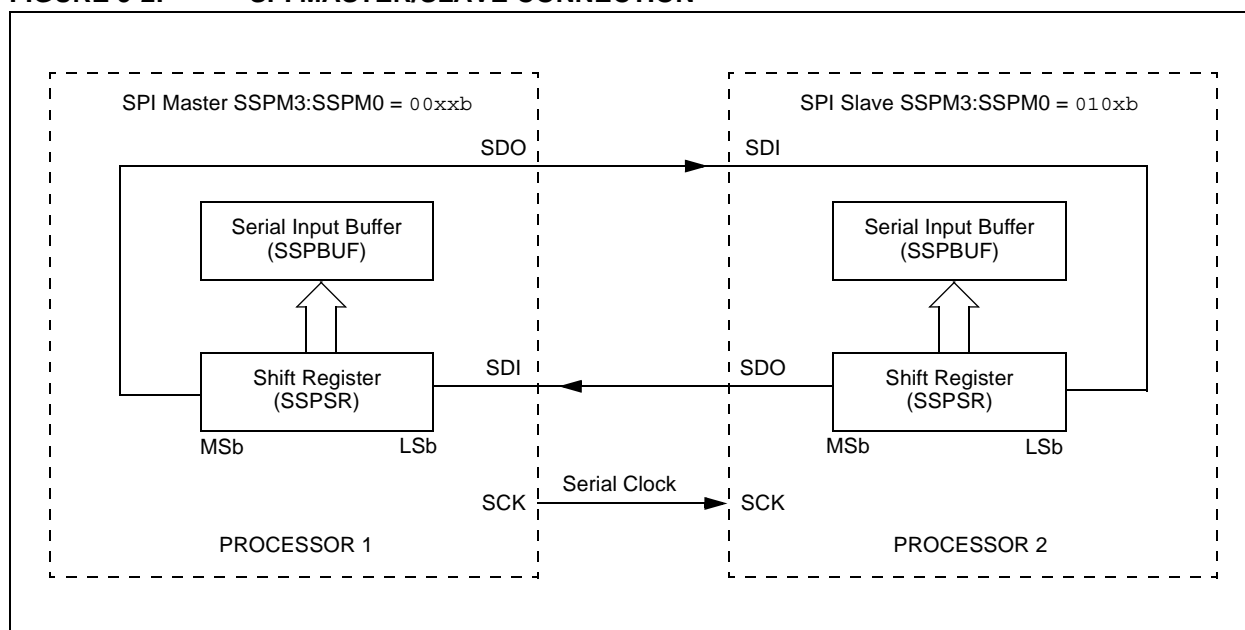 SPI Master SSPM3:SSPM0 = 00xxb
SPI Slave SSPM3:SSPM0 = 010xb
SDO
SDI
Serial Input Buffer
(SSPBUF)
Serial Input Buffer
(SSPBUF)
Shift Register
(SSPSR)
MSb
LSb
SDI
SDO
Shift Register
(SSPSR)
MSb
LSb
SCK
Serial Clock
SCK
PROCESSOR 1
PROCESSOR 2